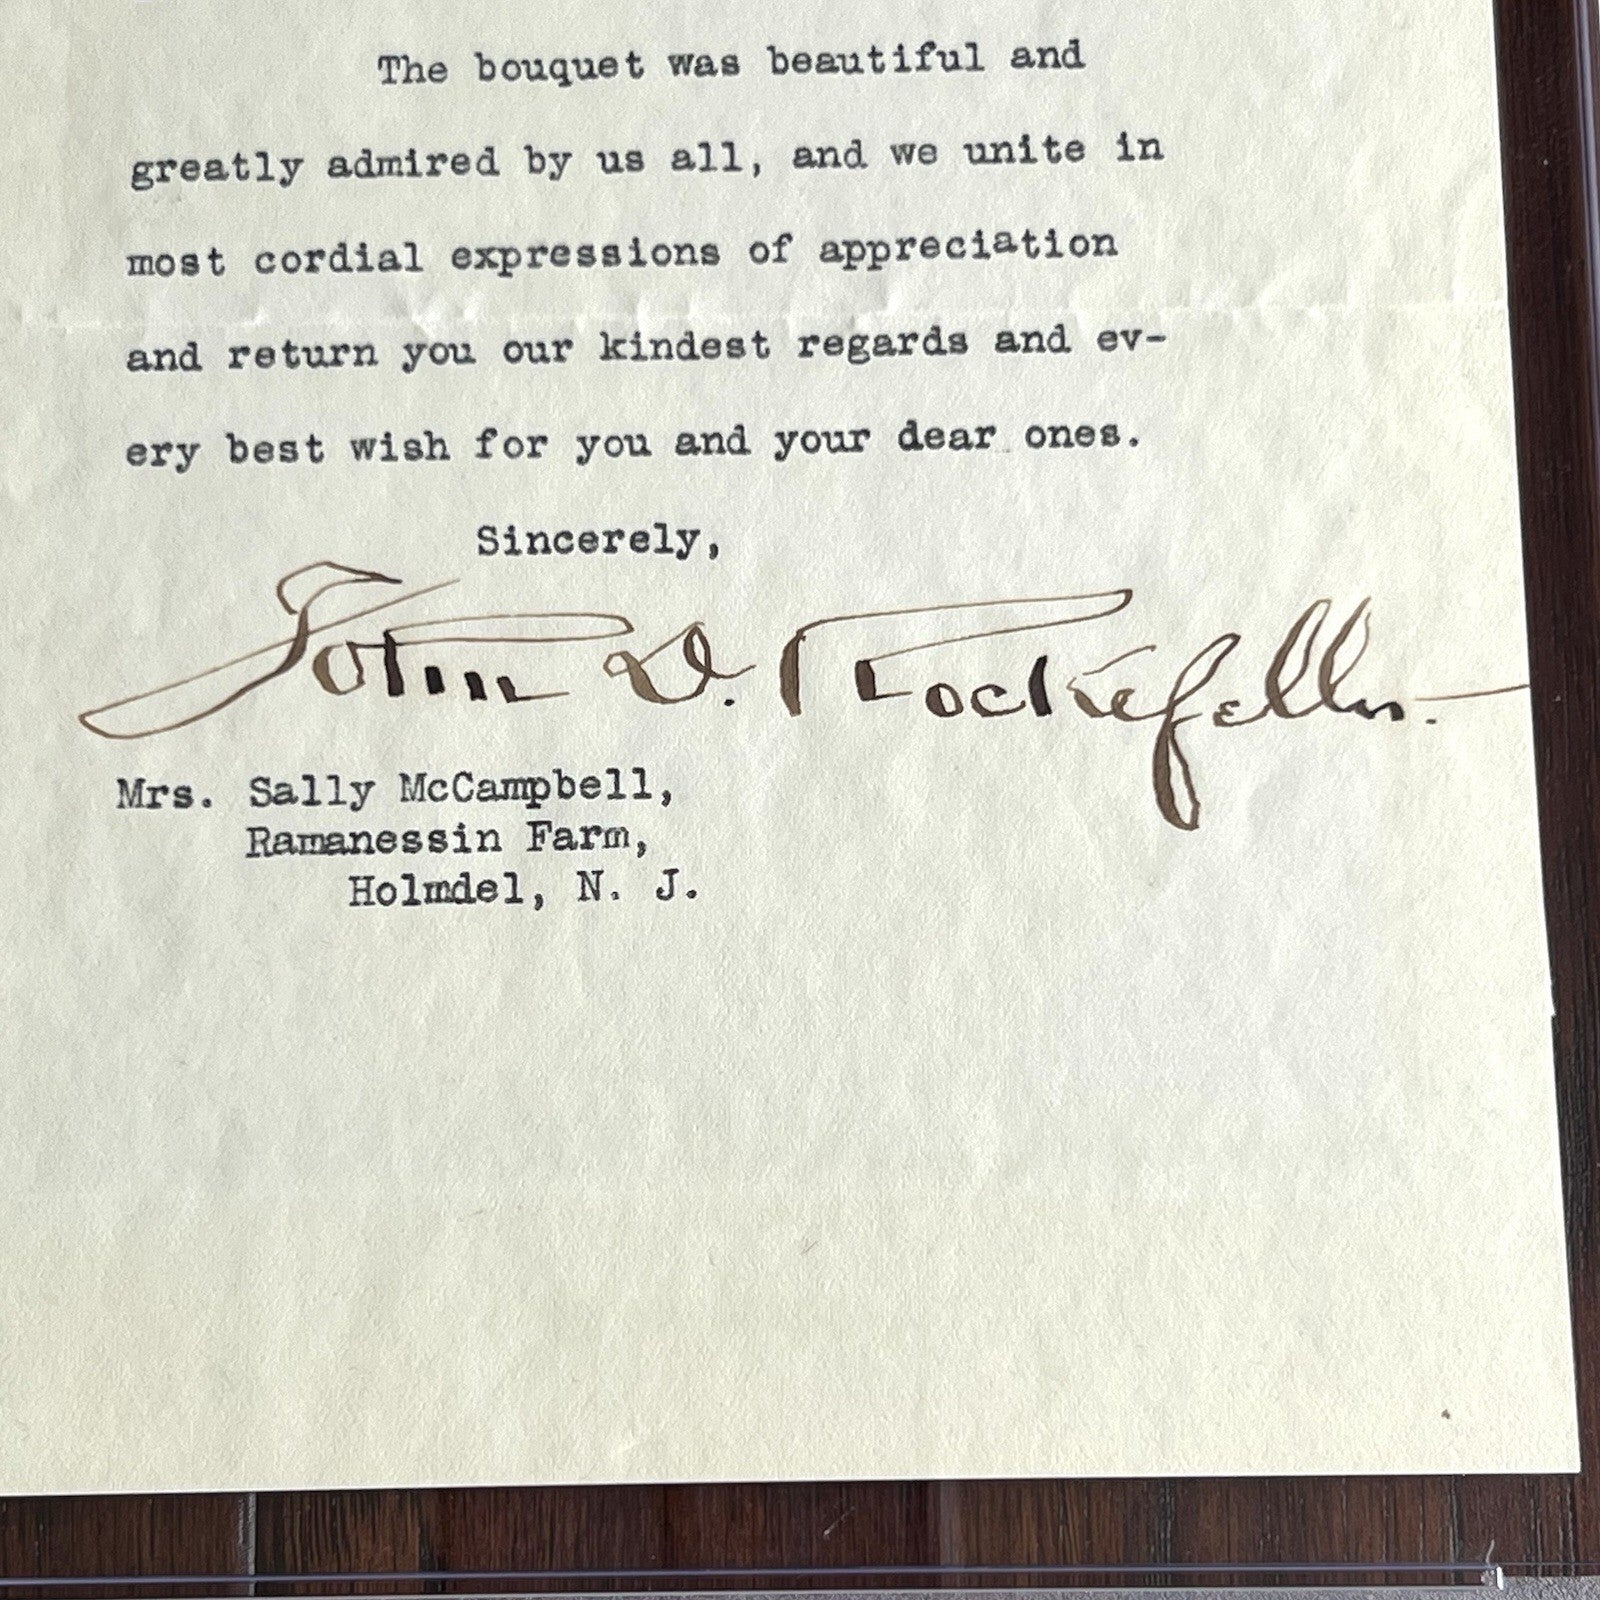 The bouquet was beautiful and
greatly admired by us all, and we unite in
most cordial expressions of appreciation
and return you our kindest regards and ev-
ery best wish for you and your dear ones.
Sincerely,
John D. Rockefeller.
Mrs. Sally McCampbell,
Ramanessin Farm,
Holmdel, N. J.